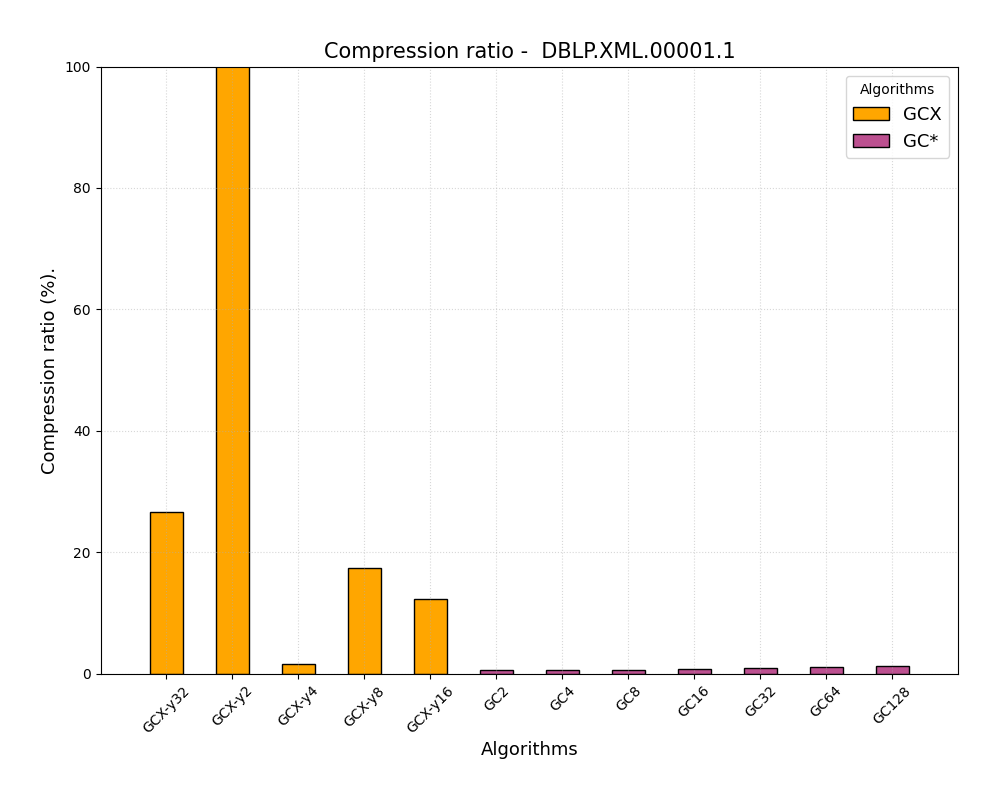 Compression ratio -  DBLP.XML.00001.1
Algorithms
GCX
GC*
Compression ratio (%).
100
80
60
40
20
0
GCX-y32
GCX-y2
GCX-y4
GCX-y8
GCX-y16
GC2
GC4
GC8
GC16
GC32
GC64
GC128
Algorithms